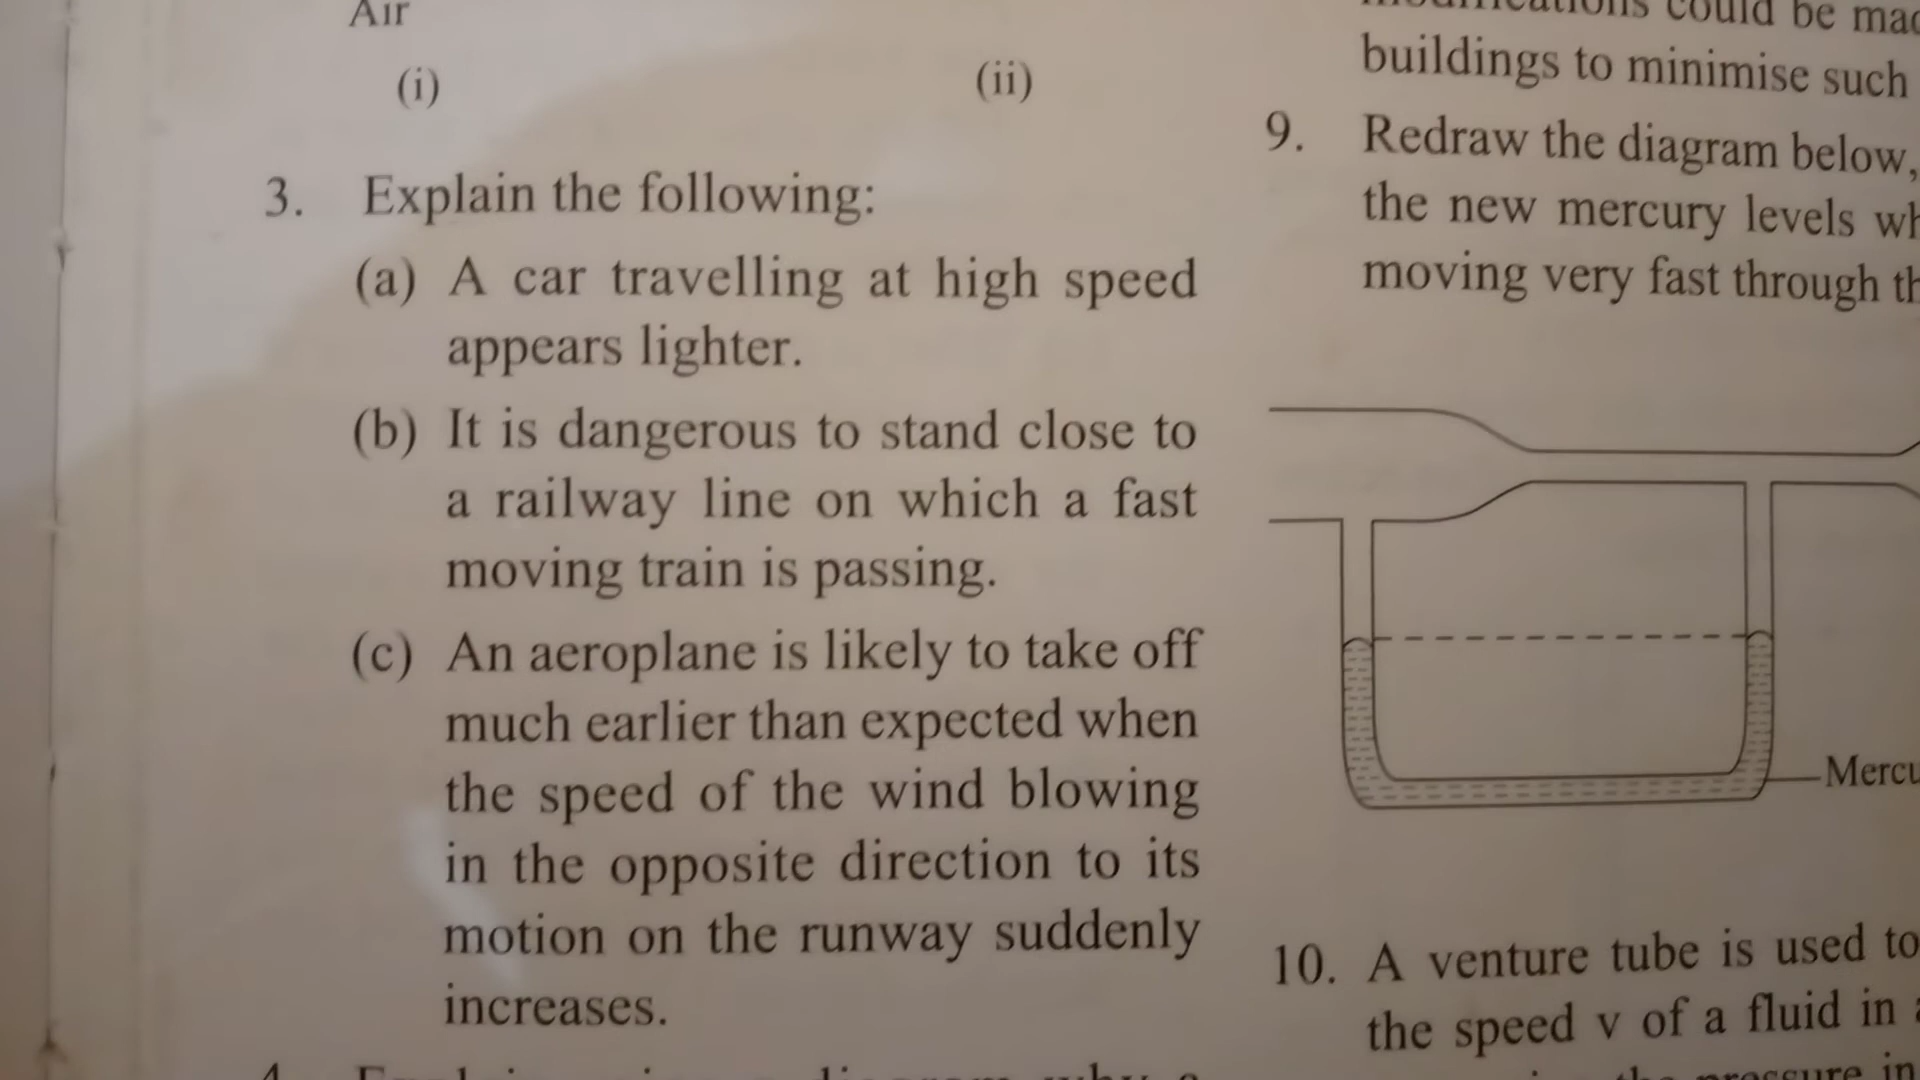 Air
(i) (ii)
3. Explain the following:
(a) A car travelling at high speed
appears lighter.
(b) It is dangerous to stand close to
a railway line on which a fast
moving train is passing.
(c) An aeroplane is likely to take off
much earlier than expected when
the speed of the wind blowing
in the opposite direction to its
motion on the runway suddenly
increases.
could be
buildings to minimise such
9. Redraw the diagram below,
the new mercury levels
moving very fast through
10. A venture tube is used to
the speed v of a fluid in